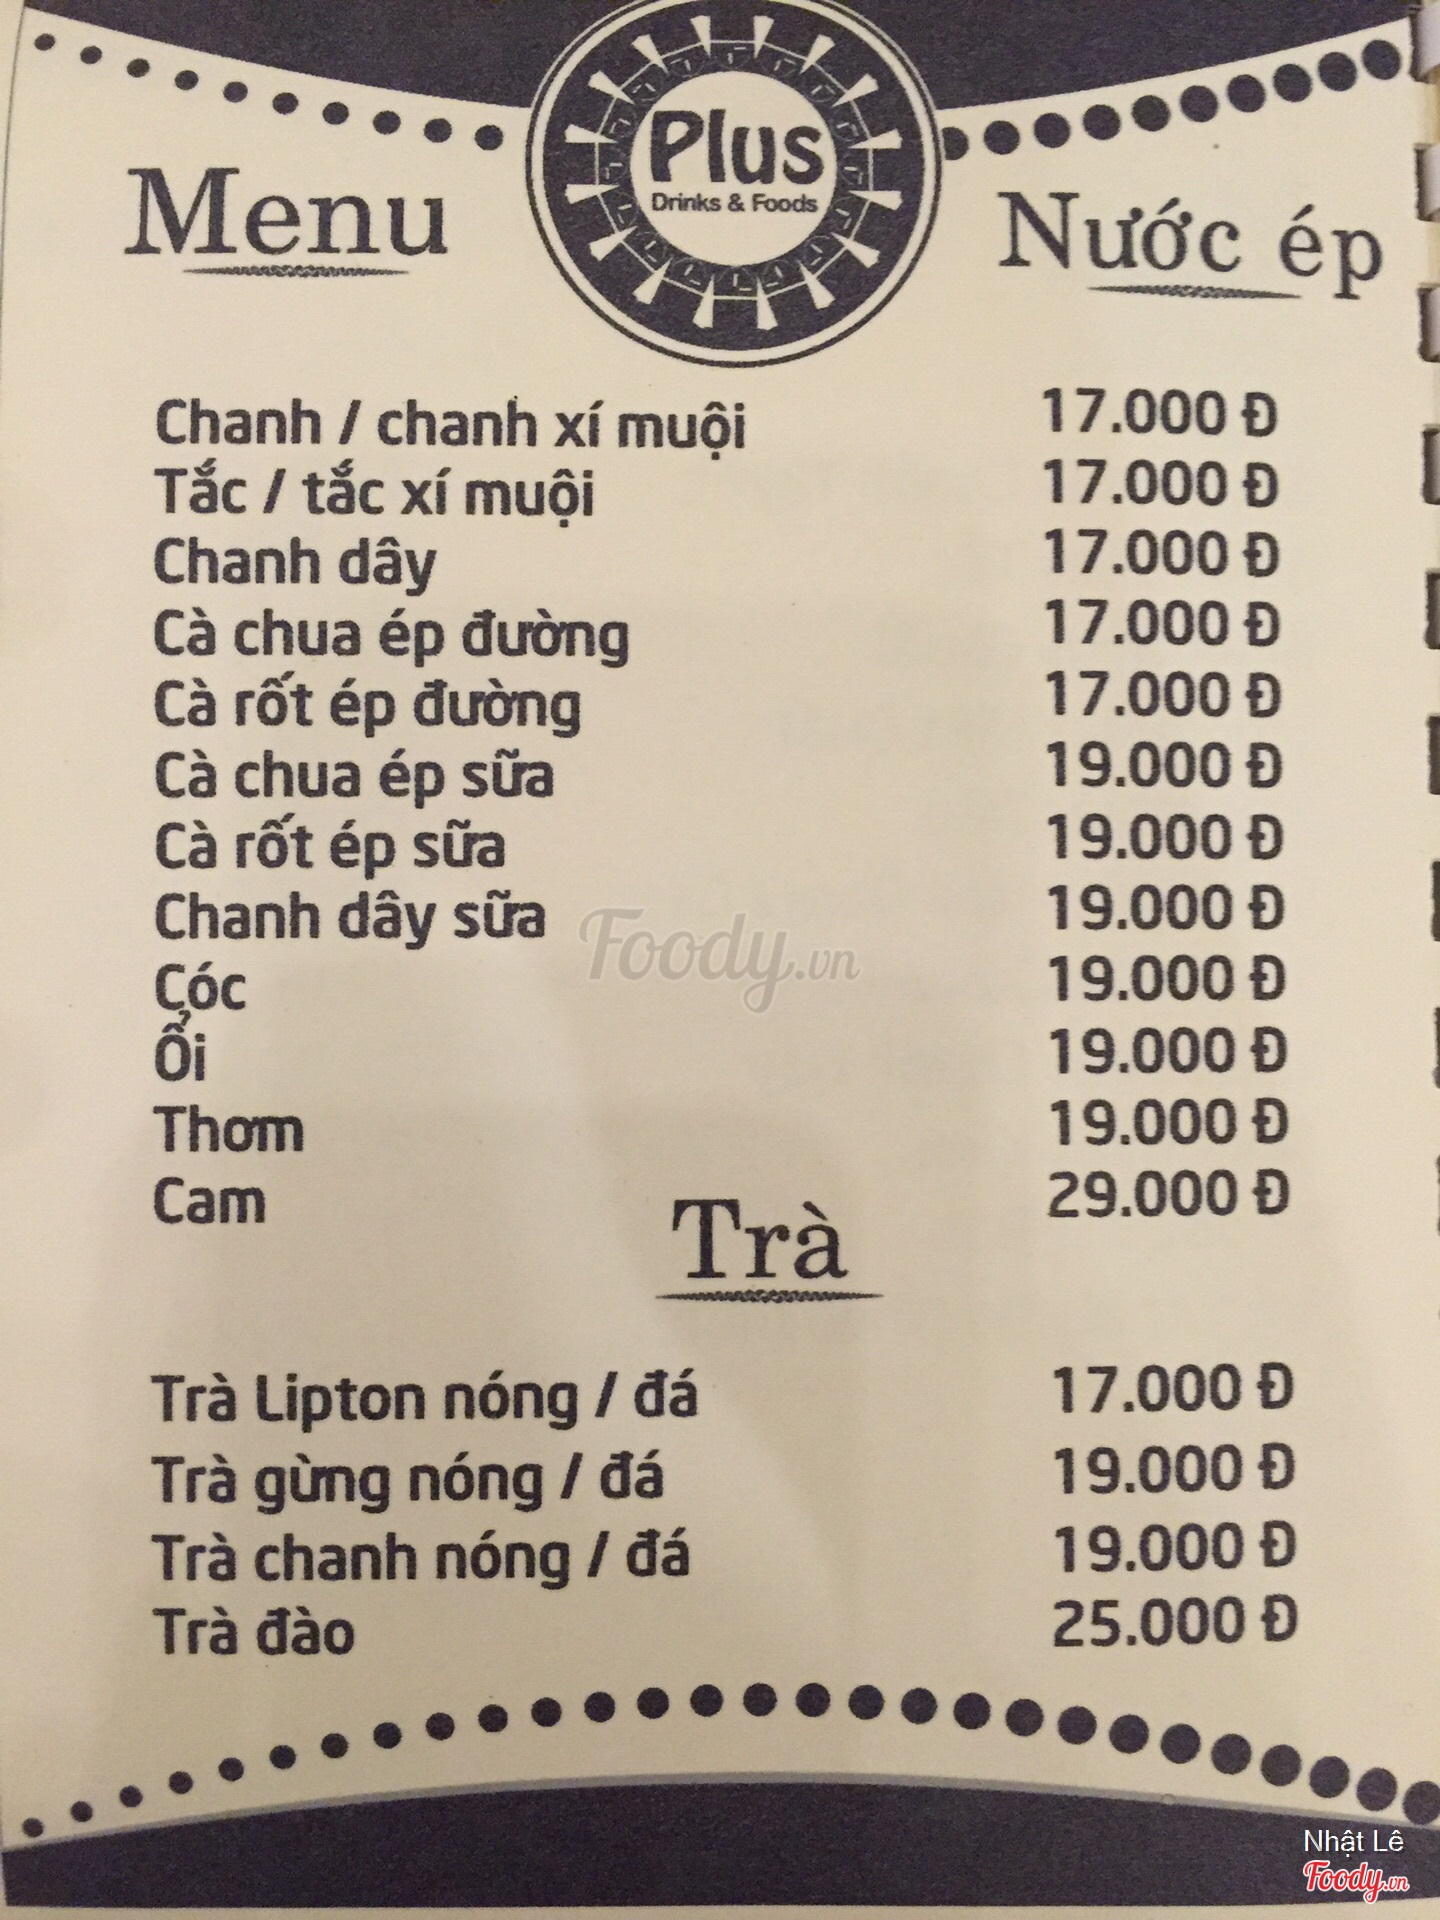 Plus
Drinks & Foods
Menu
Nước ép
Chanh / chanh xí muội 17.000 Đ
Tắc / tắc xí muội 17.000 Đ
Chanh dây 17.000 Đ
Cà chua ép đường 17.000 Đ
Cà rốt ép đường 17.000 Đ
Cà chua ép sữa 19.000 Đ
Cà rốt ép sữa 19.000 Đ
Chanh dây sữa 19.000 Đ
Foody.vn
Cóc 19.000 Đ
Ổi 19.000 Đ
Thơm 19.000 Đ
Cam 29.000 Đ
Trà
Trà Lipton nóng / đá 17.000 Đ
Trà gừng nóng / đá 19.000 Đ
Trà chanh nóng / đá 19.000 Đ
Trà đào 25.000 Đ
Nhật Lê
Foody.vn